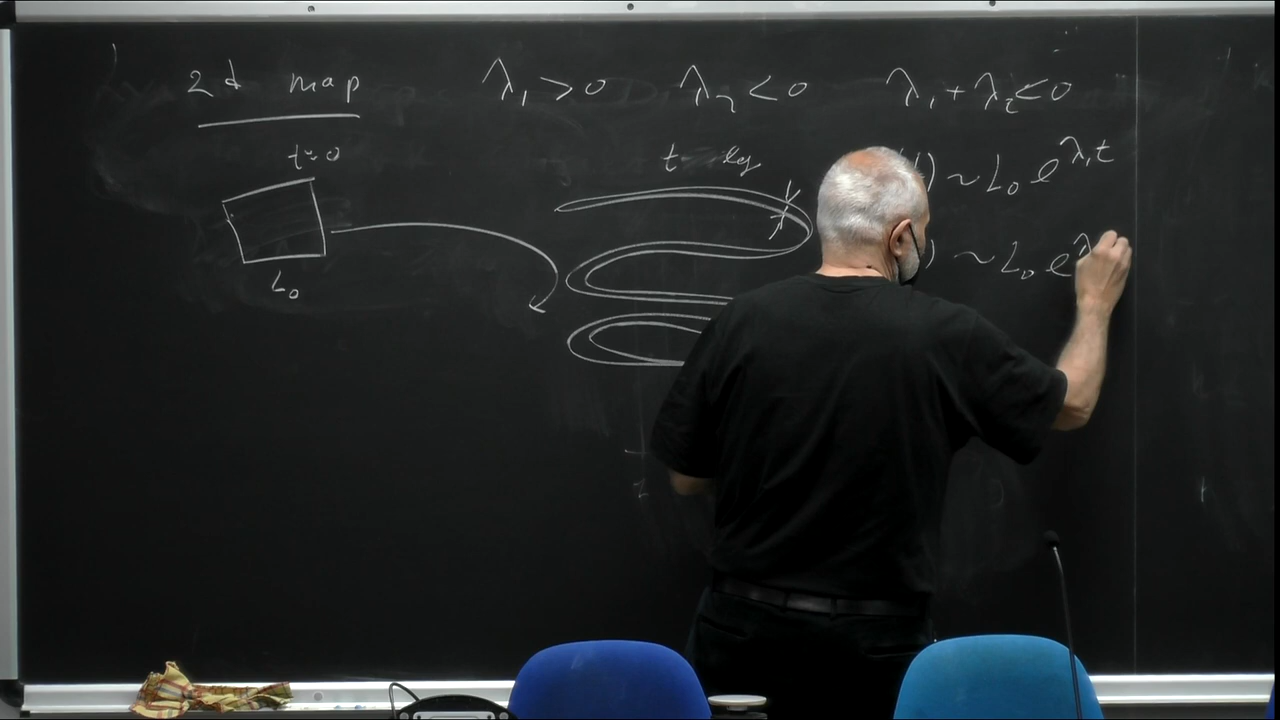 2d map λ₁ > 0 λ₂ < 0 λ₁ + λ₂ < 0
t=0
t
L₀
) ~ L₀ e^{λ₁t}
) ~ L₀ e^{λ